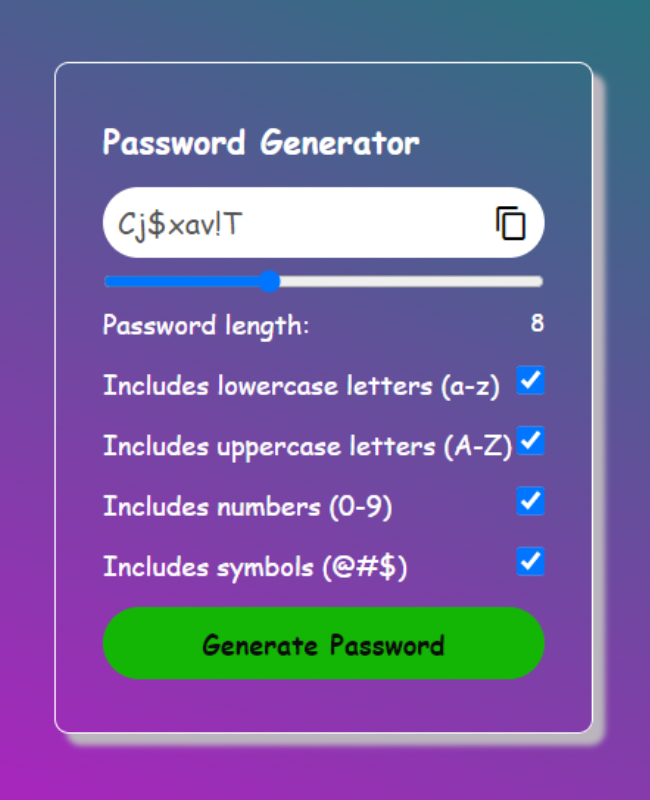 Password Generator
Cj$xav!T
Password length: 8
Includes lowercase letters (a-z)
Includes uppercase letters (A-Z)
Includes numbers (0-9)
Includes symbols (@#$)
Generate Password